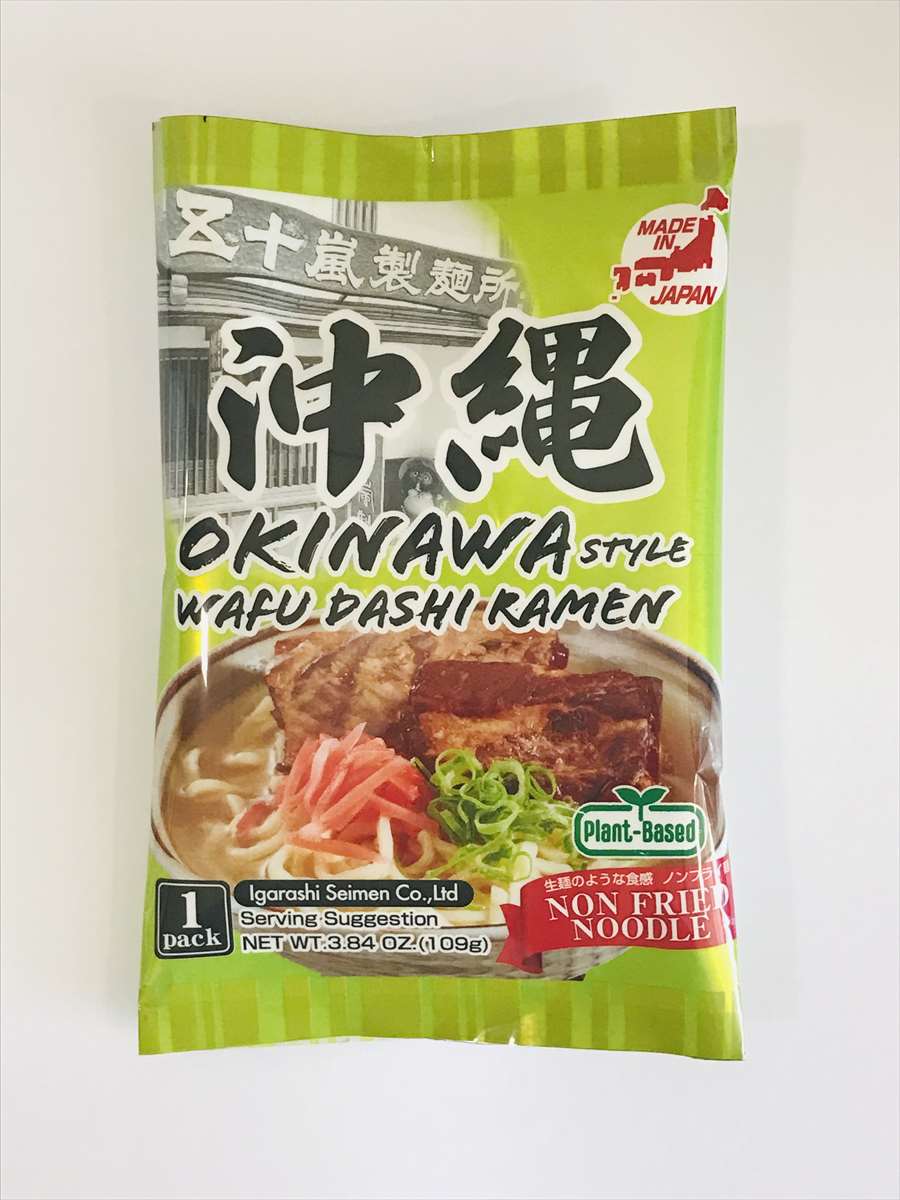 五十嵐製麺所
MADE
IN
JAPAN
沖縄
OKINAWA STYLE
WAFU DASHI RAMEN
Plant-Based
生麺のような食感 ノンフライ麺
NON FRIED
NOODLE
1
pack
Igarashi Seimen Co.,Ltd
Serving Suggestion
NET WT.3.84 OZ.(109g)